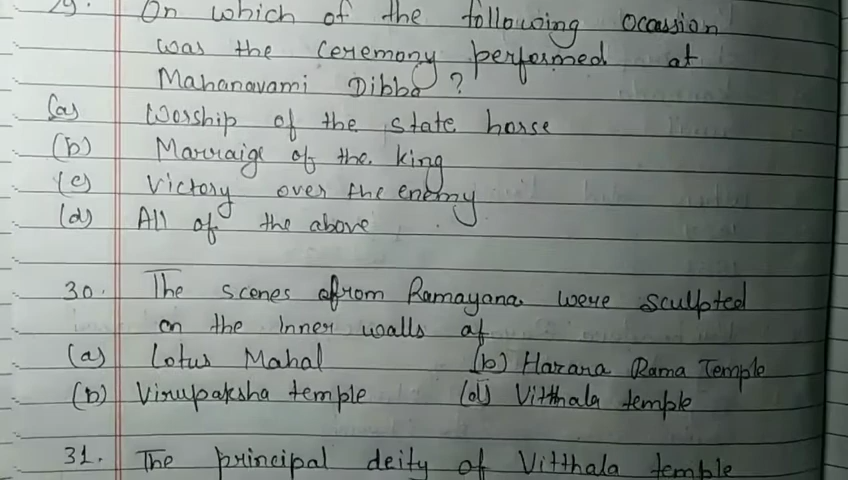 29. On which of the following occassion
was the ceremony performed at
Mahanavami Dibba ?
(a) Worship of the state horse
(b) Marraige of the king
(c) Victory over the enemy
(d) All of the above
30. The scenes from Ramayana were sculpted
on the inner walls of
(a) Lotus Mahal (b) Hazana Rama Temple
(b) Virupaksha temple (d) Vitthala temple
31. The principal deity of Vitthala temple